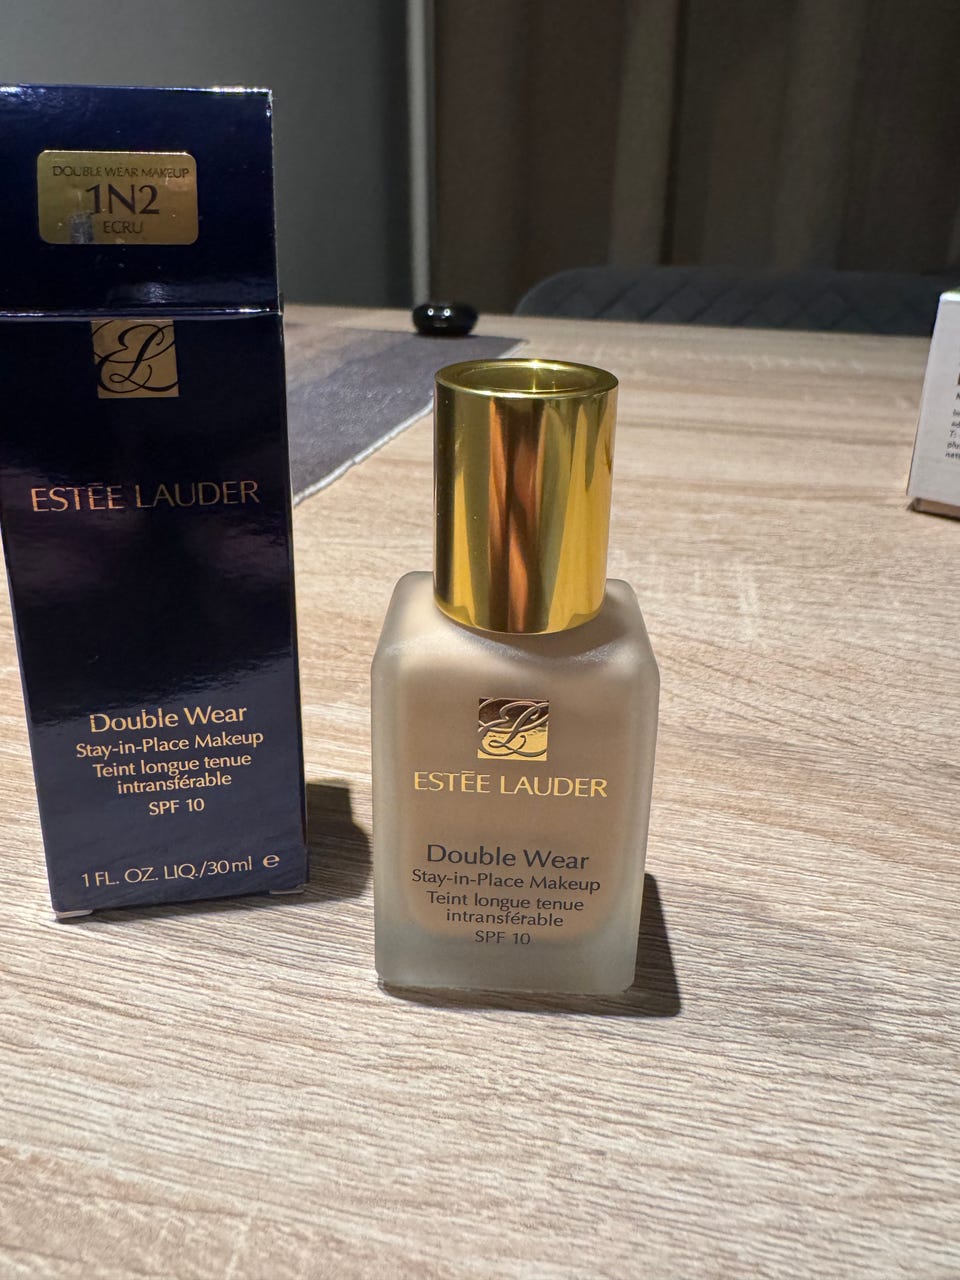 DOUBLE WEAR MAKEUP
1N2
ECRU
ESTĒE LAUDER
Double Wear
Stay-in-Place Makeup
Teint longue tenue
intransférable
SPF 10
1 FL. OZ. LIQ./30 ml e
ESTĒE LAUDER
Double Wear
Stay-in-Place Makeup
Teint longue tenue
intransférable
SPF 10